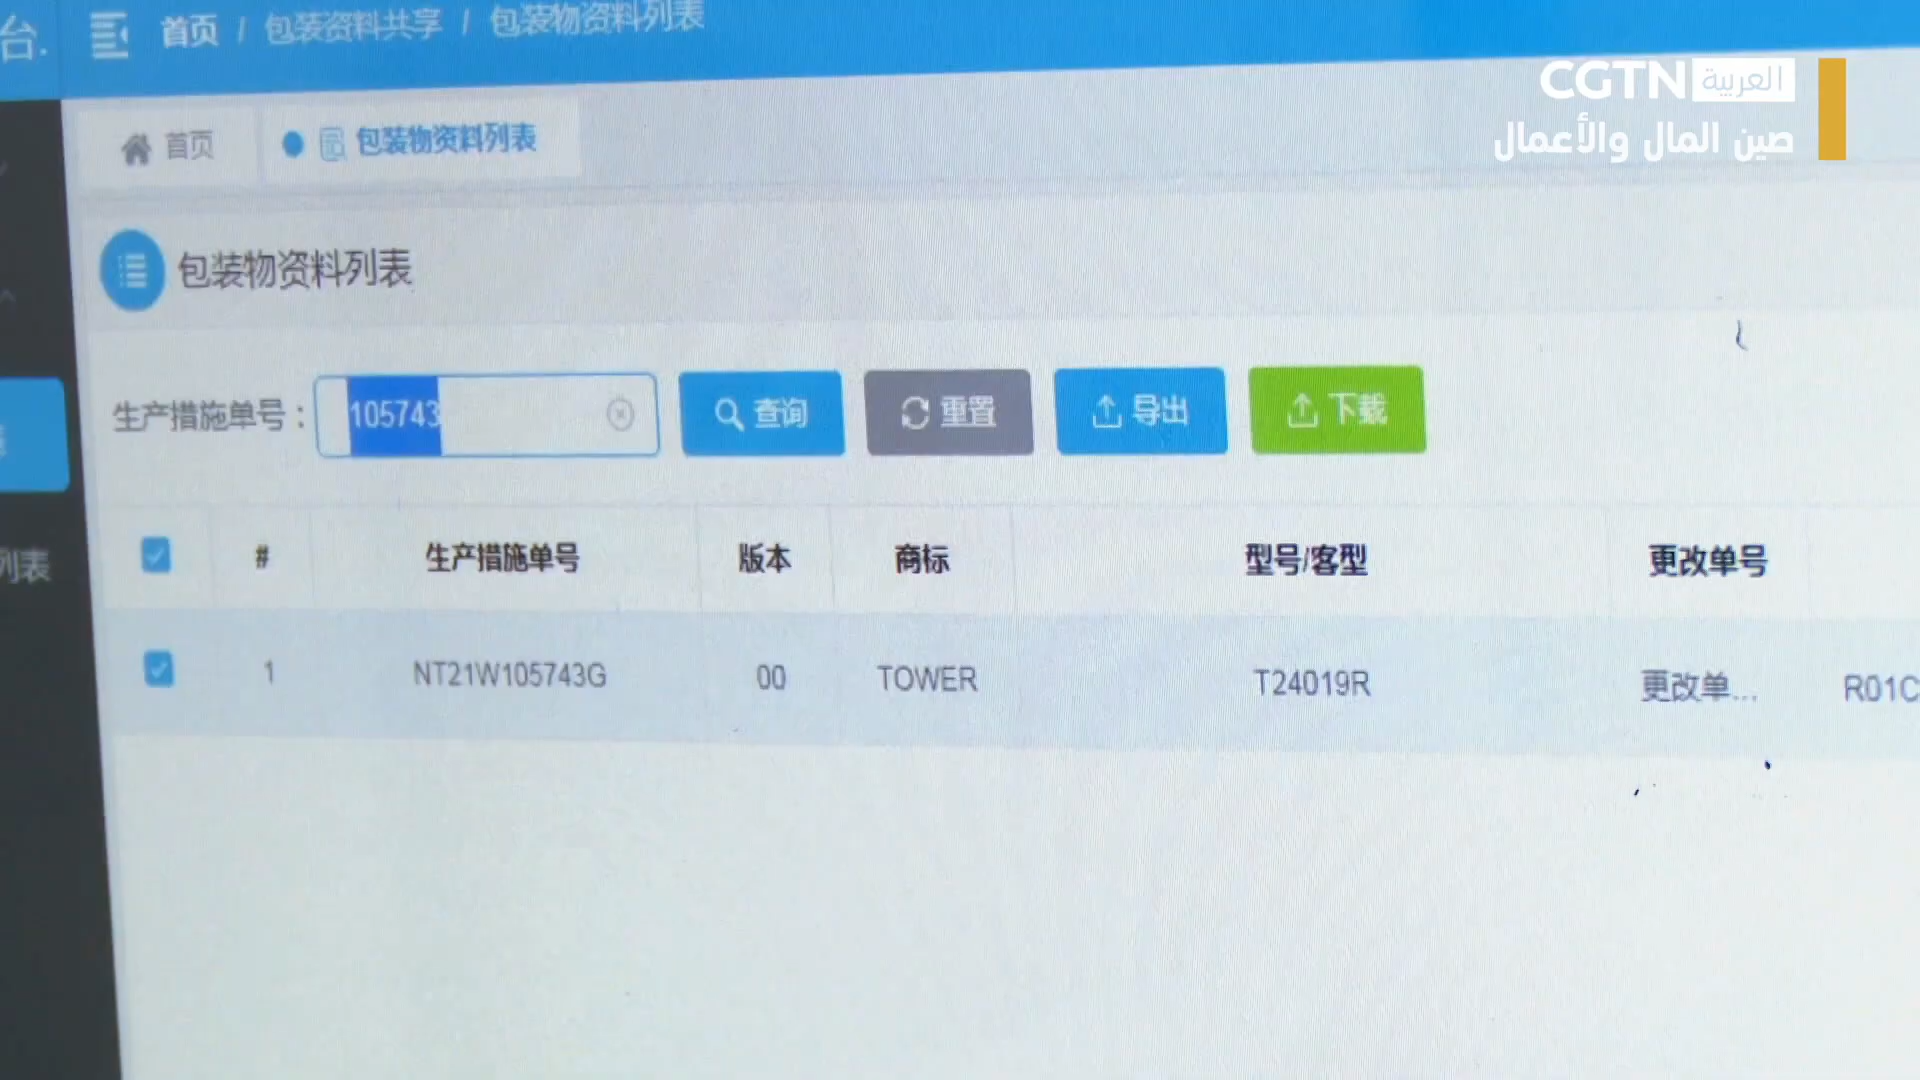 台.
首页 / 包装资料共享 / 包装物资料列表
CGTN العربية
صين المال والأعمال
首页
包装物资料列表
包装物资料列表
生产措施单号：
105743
查询
重置
导出
下载
# 生产措施单号 版本 商标 型号/客型 更改单号
列表
1 NT21W105743G 00 TOWER T24019R 更改单... R01C